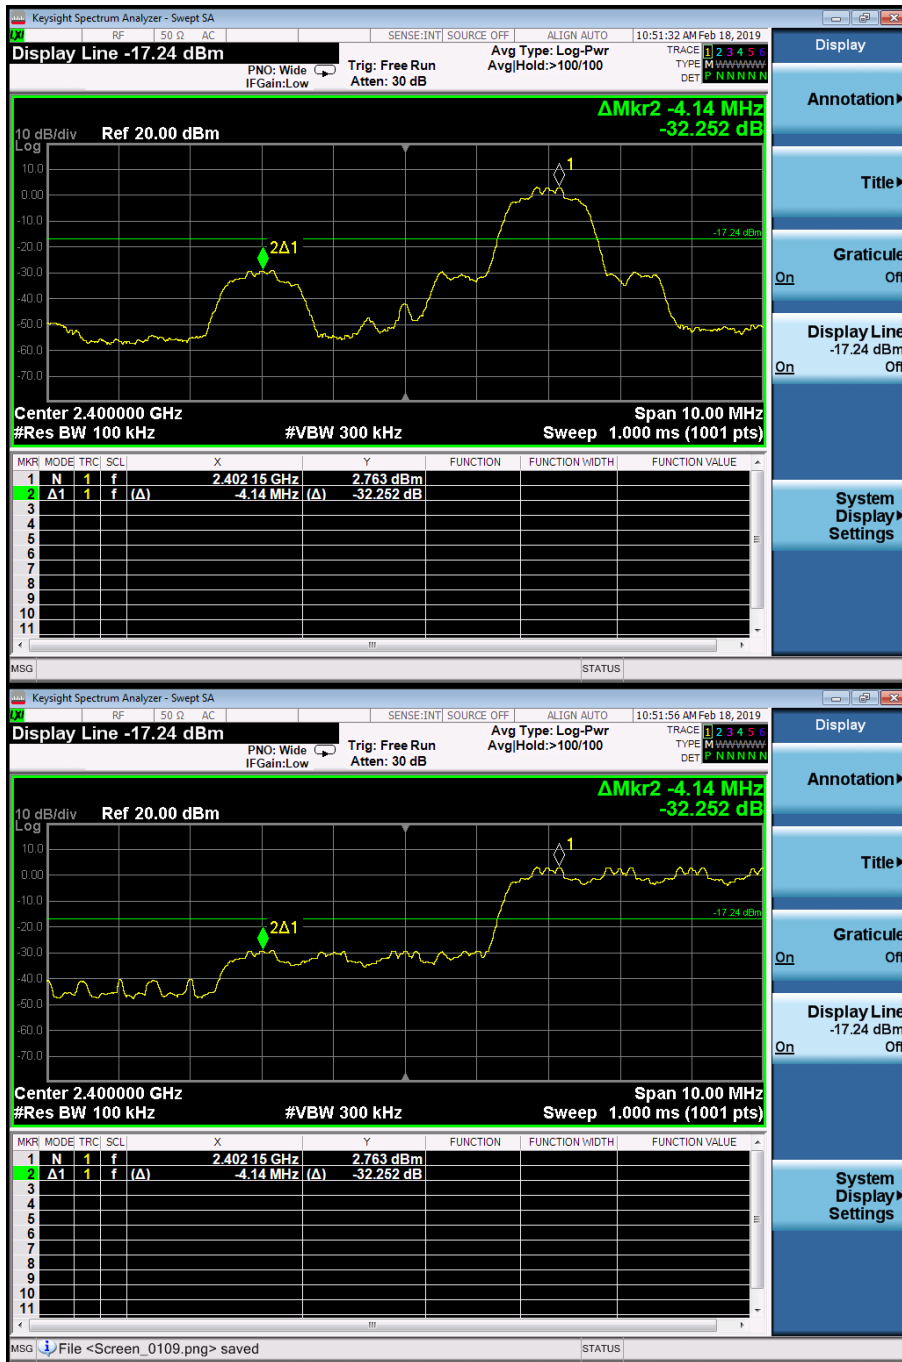 Keysight Spectrum Analyzer - Swept SA
LXI RF 50 Ω AC SENSE:INT SOURCE OFF ALIGN AUTO 10:51:32 AM Feb 18, 2019
Display Line -17.24 dBm
PNO: Wide
IFGain:Low
Trig: Free Run
Atten: 30 dB
Avg Type: Log-Pwr
Avg|Hold:>100/100
TRACE 1 2 3 4 5 6
TYPE M WWWWW
DET P N N N N N
ΔMkr2 -4.14 MHz
-32.252 dB
10 dB/div Ref 20.00 dBm
Log
10.0
0.00
-10.0
-20.0
-30.0
-40.0
-50.0
-60.0
-70.0
1
2Δ1
-17.24 dBm
Center 2.400000 GHz Span 10.00 MHz
#Res BW 100 kHz #VBW 300 kHz Sweep 1.000 ms (1001 pts)
MKR MODE TRC SCL X Y FUNCTION FUNCTION WIDTH FUNCTION VALUE
1 N 1 f 2.402 15 GHz 2.763 dBm
2 Δ1 1 f (Δ) -4.14 MHz (Δ) -32.252 dB
3
4
5
6
7
8
9
10
11
MSG STATUS
Display
Annotation
Title
Graticule
On Off
Display Line
-17.24 dBm
On Off
System
Display
Settings
Keysight Spectrum Analyzer - Swept SA
LXI RF 50 Ω AC SENSE:INT SOURCE OFF ALIGN AUTO 10:51:56 AM Feb 18, 2019
Display Line -17.24 dBm
PNO: Wide
IFGain:Low
Trig: Free Run
Atten: 30 dB
Avg Type: Log-Pwr
Avg|Hold:>100/100
TRACE 1 2 3 4 5 6
TYPE M WWWWW
DET P N N N N N
ΔMkr2 -4.14 MHz
-32.252 dB
10 dB/div Ref 20.00 dBm
Log
10.0
0.00
-10.0
-20.0
-30.0
-40.0
-50.0
-60.0
-70.0
1
2Δ1
-17.24 dBm
Center 2.400000 GHz Span 10.00 MHz
#Res BW 100 kHz #VBW 300 kHz Sweep 1.000 ms (1001 pts)
MKR MODE TRC SCL X Y FUNCTION FUNCTION WIDTH FUNCTION VALUE
1 N 1 f 2.402 15 GHz 2.763 dBm
2 Δ1 1 f (Δ) -4.14 MHz (Δ) -32.252 dB
3
4
5
6
7
8
9
10
11
MSG File <Screen_0109.png> saved STATUS
Display
Annotation
Title
Graticule
On Off
Display Line
-17.24 dBm
On Off
System
Display
Settings